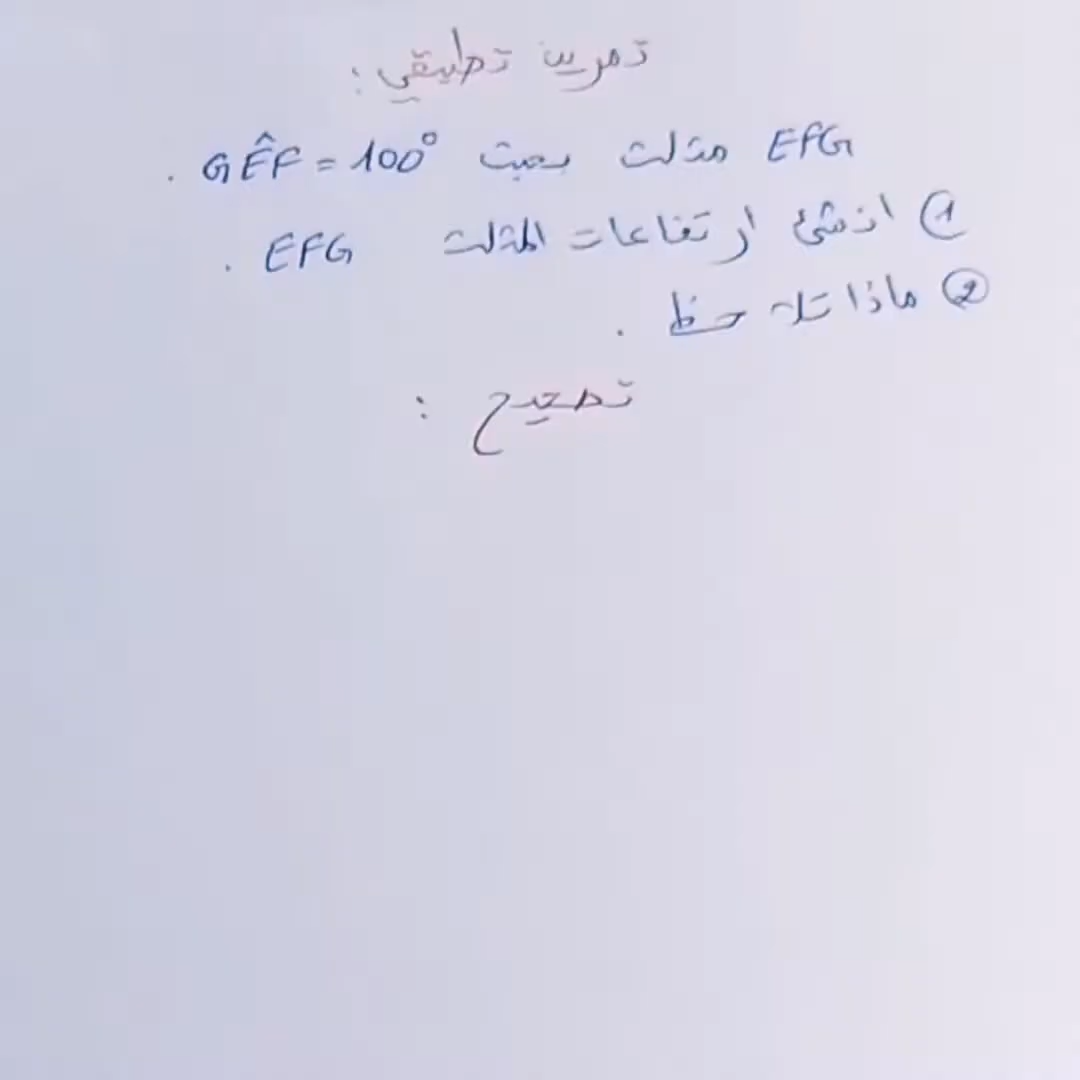 تمرين تطبيقي :
EFG مثلث بحيث GÊF = 100° .
① انشئ ارتفاعات المثلث EFG .
② ماذا تلاحظ .
تصحيح :